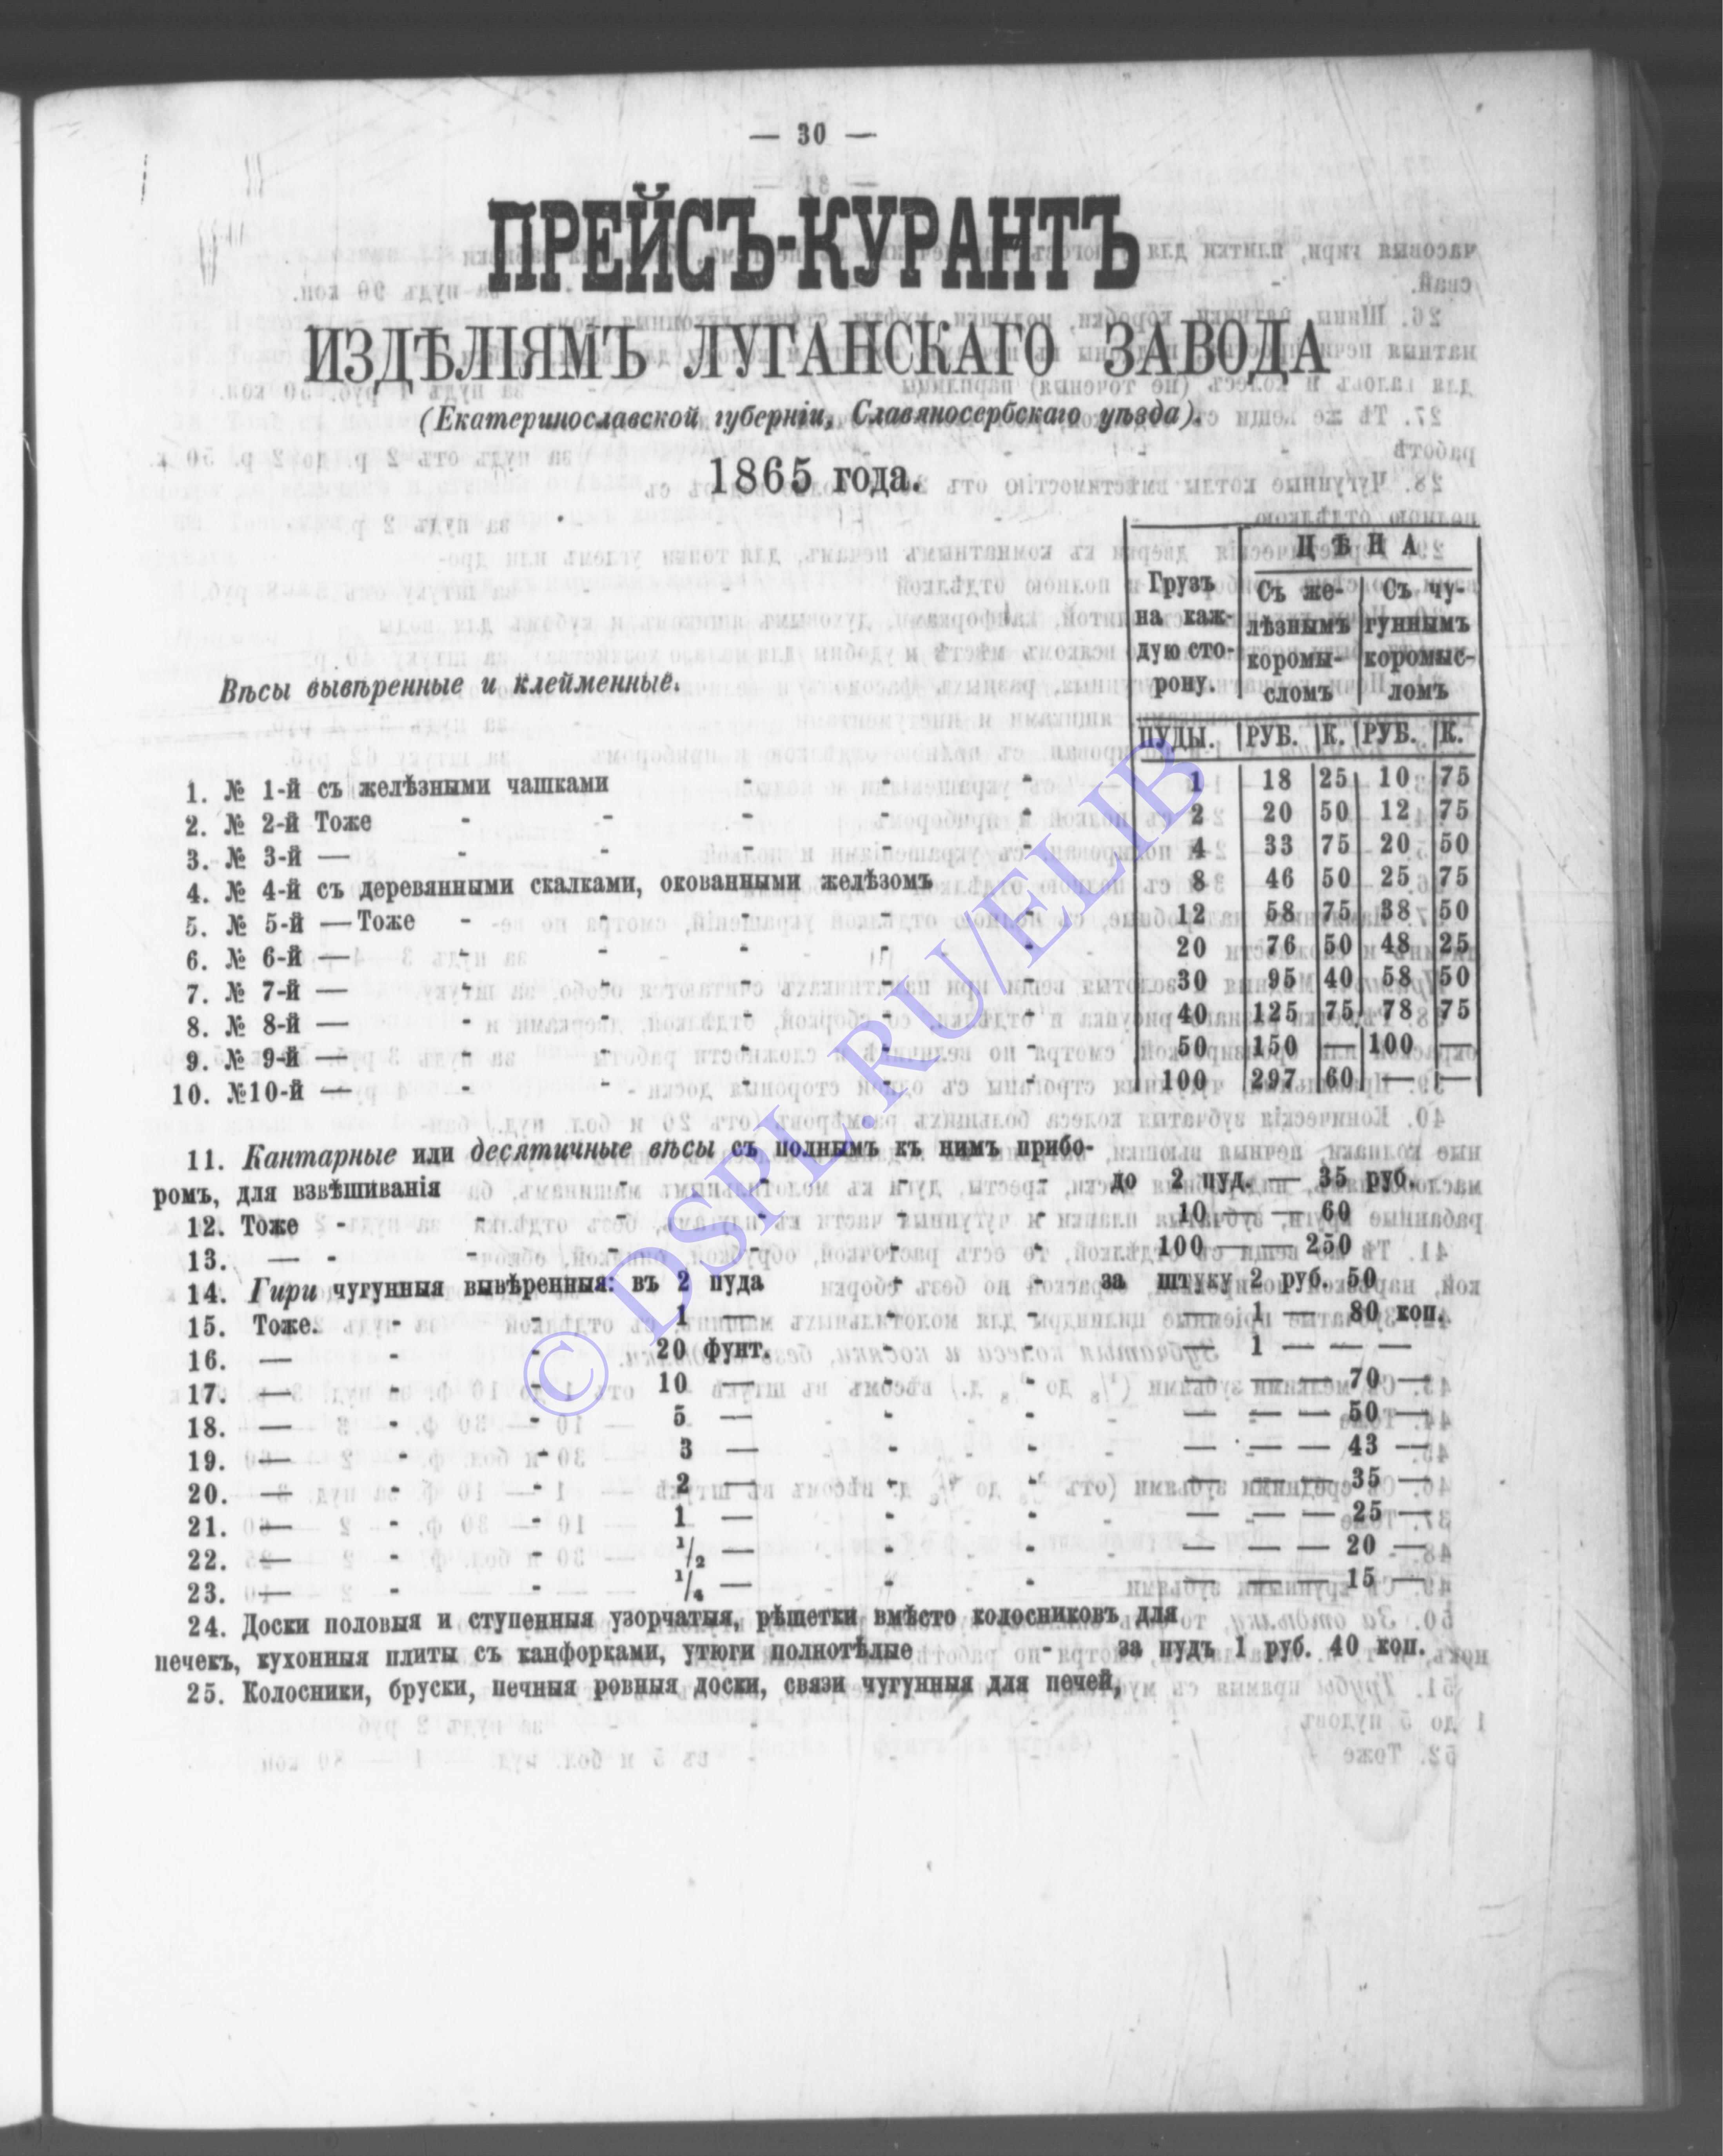 — 30 —
ПРЕЙСЪ-КУРАНТЪ
ИЗДѢЛІЯМЪ ЛУГАНСКАГО ЗАВОДА
(Екатеринославской губерніи, Славяносербскаго уѣзда).
1865 года.
Вѣсы вывѣренные и клейменные.
Грузъ на каждую сторону. ЦѢНА
Съ желѣзнымъ коромысломъ Съ чугуннымъ коромысломъ
ПУДЫ. РУБ. К. РУБ. К.
1. № 1-й съ желѣзными чашками - - - 1 18 25 10 75
2. № 2-й Тоже - - - - - 2 20 50 12 75
3. № 3-й — - - - - - 4 33 75 20 50
4. № 4-й съ деревянными скалками, окованными желѣзомъ 8 46 50 25 75
5. № 5-й — Тоже - - - - - 12 58 75 38 50
6. № 6-й — - - - - - 20 76 50 48 25
7. № 7-й — - - - - - 30 95 40 58 50
8. № 8-й — - - - - - 40 125 75 78 75
9. № 9-й — - - - - - 50 150 — 100 —
10. №10-й — - - - - - 100 297 60 — —
11. Кантарные или десятичные вѣсы съ полнымъ къ нимъ прибо-
ромъ, для взвѣшиванія - - - - до 2 пуд. — 35 руб.
12. Тоже - - - - - - 10 — — 60
13. — - - - - - - 100 — — 250
14. Гири чугунныя вывѣренныя: въ 2 пуда - - за штуку 2 руб. 50
15. Тоже. - - 1 — - - — 1 — 80 коп.
16. — - - 20 фунт. - - — 1 — — —
17. — - - 10 — - - — — — 70 —
18. — - - 5 — - - — — — 50 —
19. — - - 3 — - - — — — 43 —
20. — - - 2 — - - — — — 35 —
21. — - - 1 — - - — — — 25 —
22. — - - 1/2 — - - — — — 20 —
23. — - - 1/4 — - - — — — 15 —
24. Доски половыя и ступенныя узорчатыя, рѣшетки вмѣсто колосниковъ для
печекъ, кухонныя плиты съ канфорками, утюги полнотѣлые - за пудъ 1 руб. 40 коп.
25. Колосники, бруски, печныя ровныя доски, связи чугунныя для печей,
© DSPL.RU/ELIB